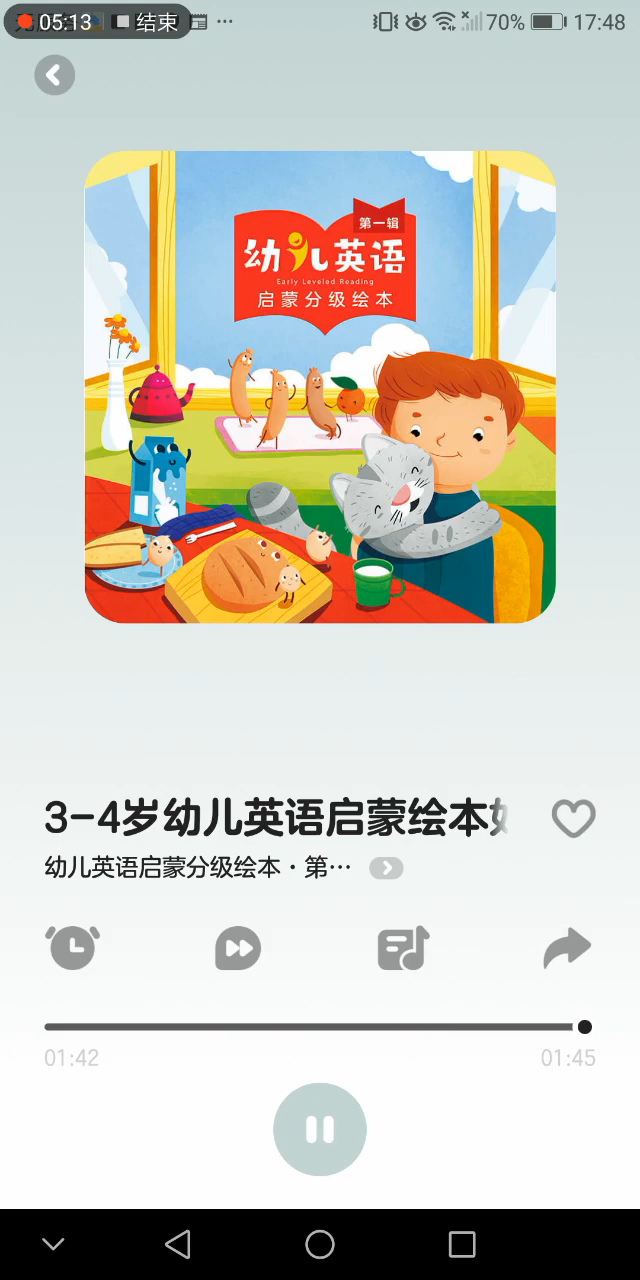 05:13 结束 ··· 70% 17:48
第一辑
幼儿英语
Early Leveled Reading
启蒙分级绘本
3-4岁幼儿英语启蒙绘本
幼儿英语启蒙分级绘本·第···
01:42 01:45